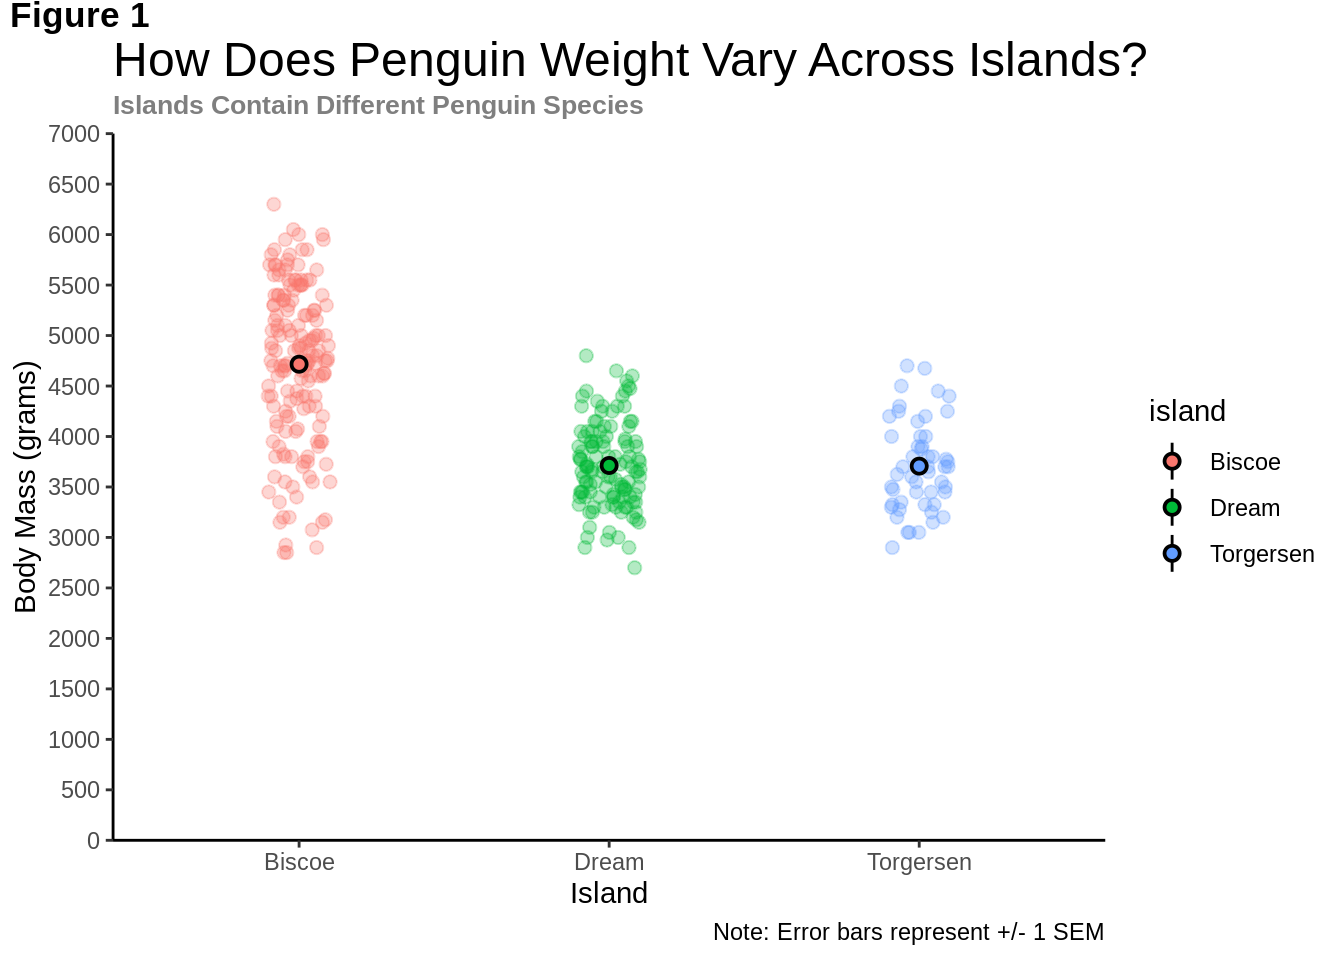 Figure 1
How Does Penguin Weight Vary Across Islands?
Islands Contain Different Penguin Species
7000
6500
6000
5500
5000
4500
4000
3500
3000
2500
2000
1500
1000
500
0
Body Mass (grams)
Biscoe
Dream
Torgersen
Island
island
Biscoe
Dream
Torgersen
Note: Error bars represent +/- 1 SEM